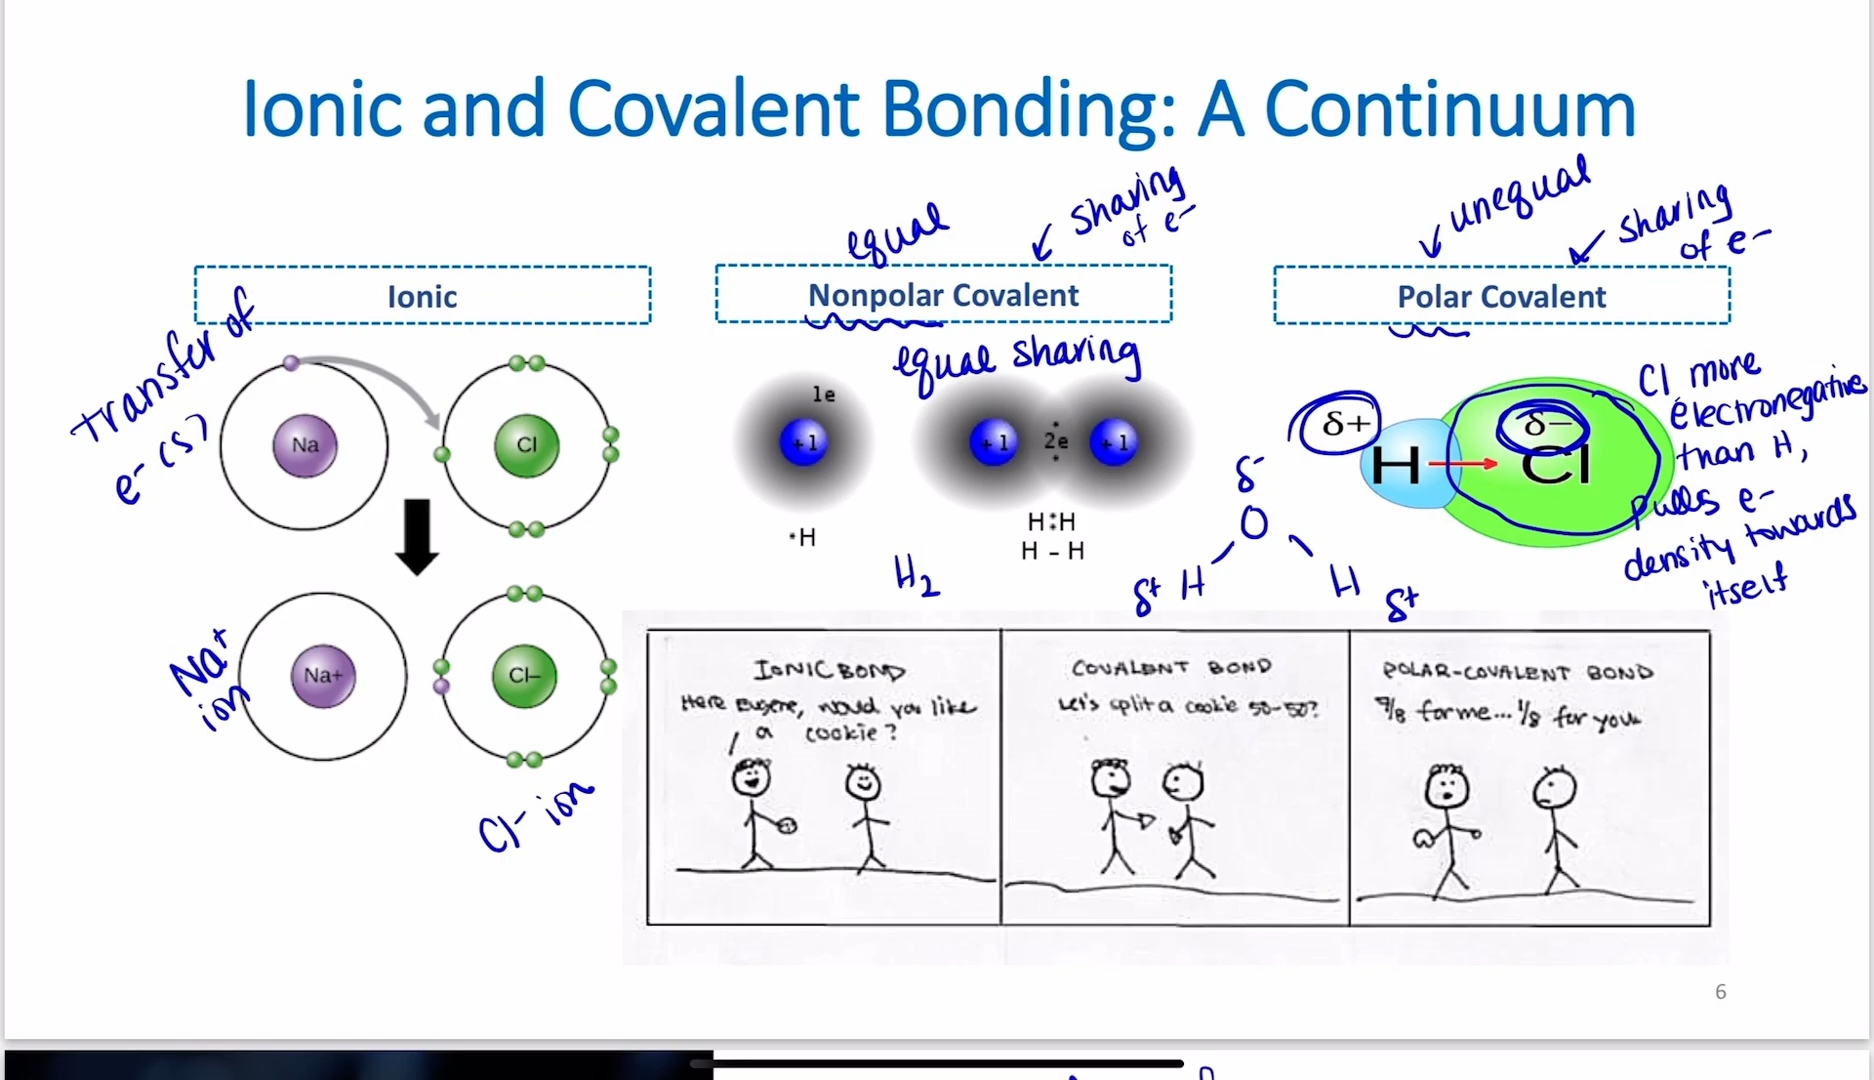 Ionic and Covalent Bonding: A Continuum
equal
sharing
of e-
unequal
sharing
of e-
Ionic
Nonpolar Covalent
Polar Covalent
Transfer of
e-(s)
Na
Cl
Na+
Cl–
Na+
ion
Cl- ion
equal sharing
1e
+1
+1
2e
+1
·H
H:H
H – H
H2
δ+
δ−
H
Cl
Cl more
electronegative
than H,
pulls e-
density towards
itself
δ-
O
δ+ H
H δ+
IONIC BOND
Here Eugene, would you like
a cookie?
COVALENT BOND
Let's split a cookie 50-50?
POLAR-COVALENT BOND
7/8 for me... 1/8 for you
6